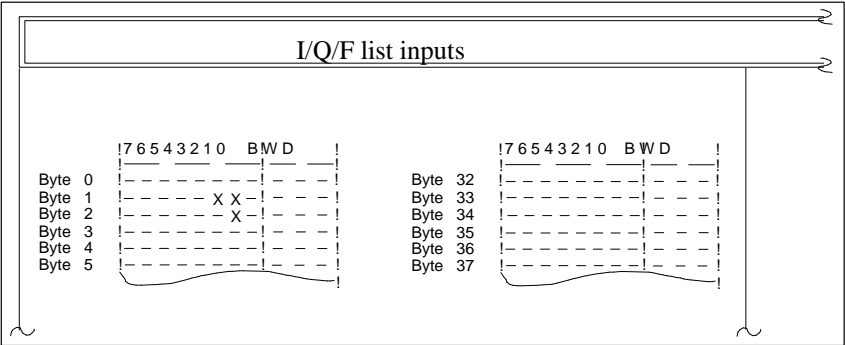 I/Q/F list inputs
!7 6 5 4 3 2 1 0 B!W D ! !7 6 5 4 3 2 1 0 B W D !
Byte 0 !- - - - - - - - -! - - - ! Byte 32 !- - - - - - - - -! - - - !
Byte 1 !- - - - - - X X -! - - - ! Byte 33 !- - - - - - - - -! - - - !
Byte 2 !- - - - - - - X -! - - - ! Byte 34 !- - - - - - - - -! - - - !
Byte 3 !- - - - - - - - -! - - - ! Byte 35 !- - - - - - - - -! - - - !
Byte 4 !- - - - - - - - -! - - - ! Byte 36 !- - - - - - - - -! - - - !
Byte 5 !- - - - - - - - -! - - - ! Byte 37 !- - - - - - - - -! - - - !